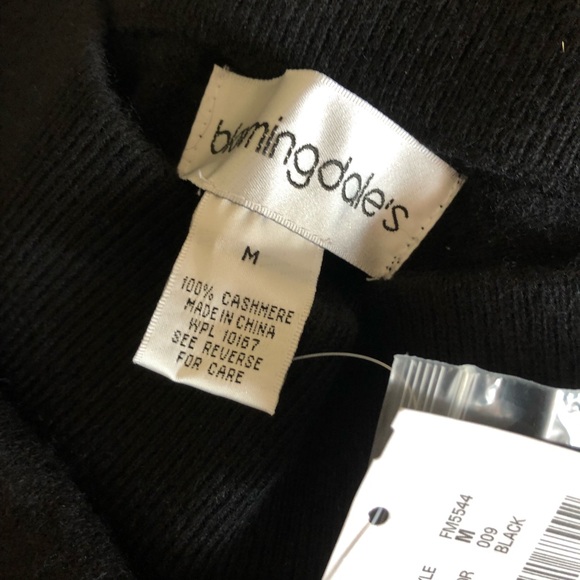 bloomingdale's
M
100% CASHMERE
MADE IN CHINA
WPL 10167
SEE REVERSE
FOR CARE
FM5544
M
009
BLACK